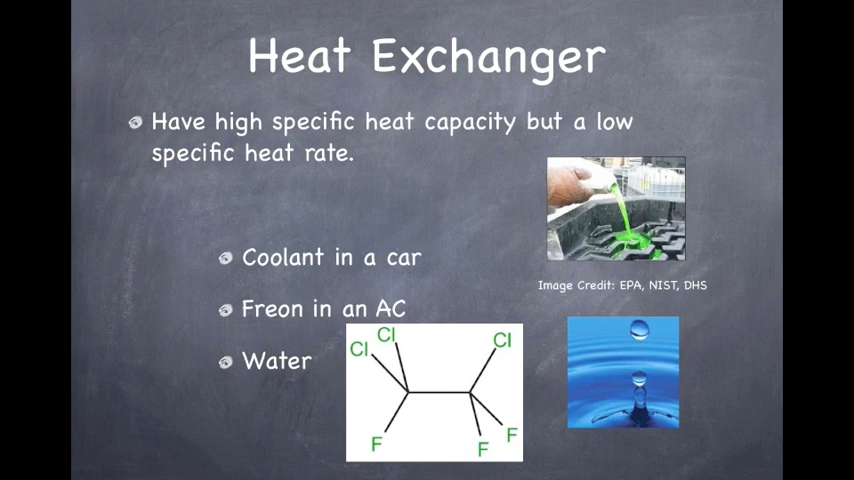 Heat Exchanger
Have high specific heat capacity but a low
specific heat rate.
Coolant in a car
Image Credit: EPA, NIST, DHS
Freon in an AC
Water
Cl
Cl
Cl
F
F
F